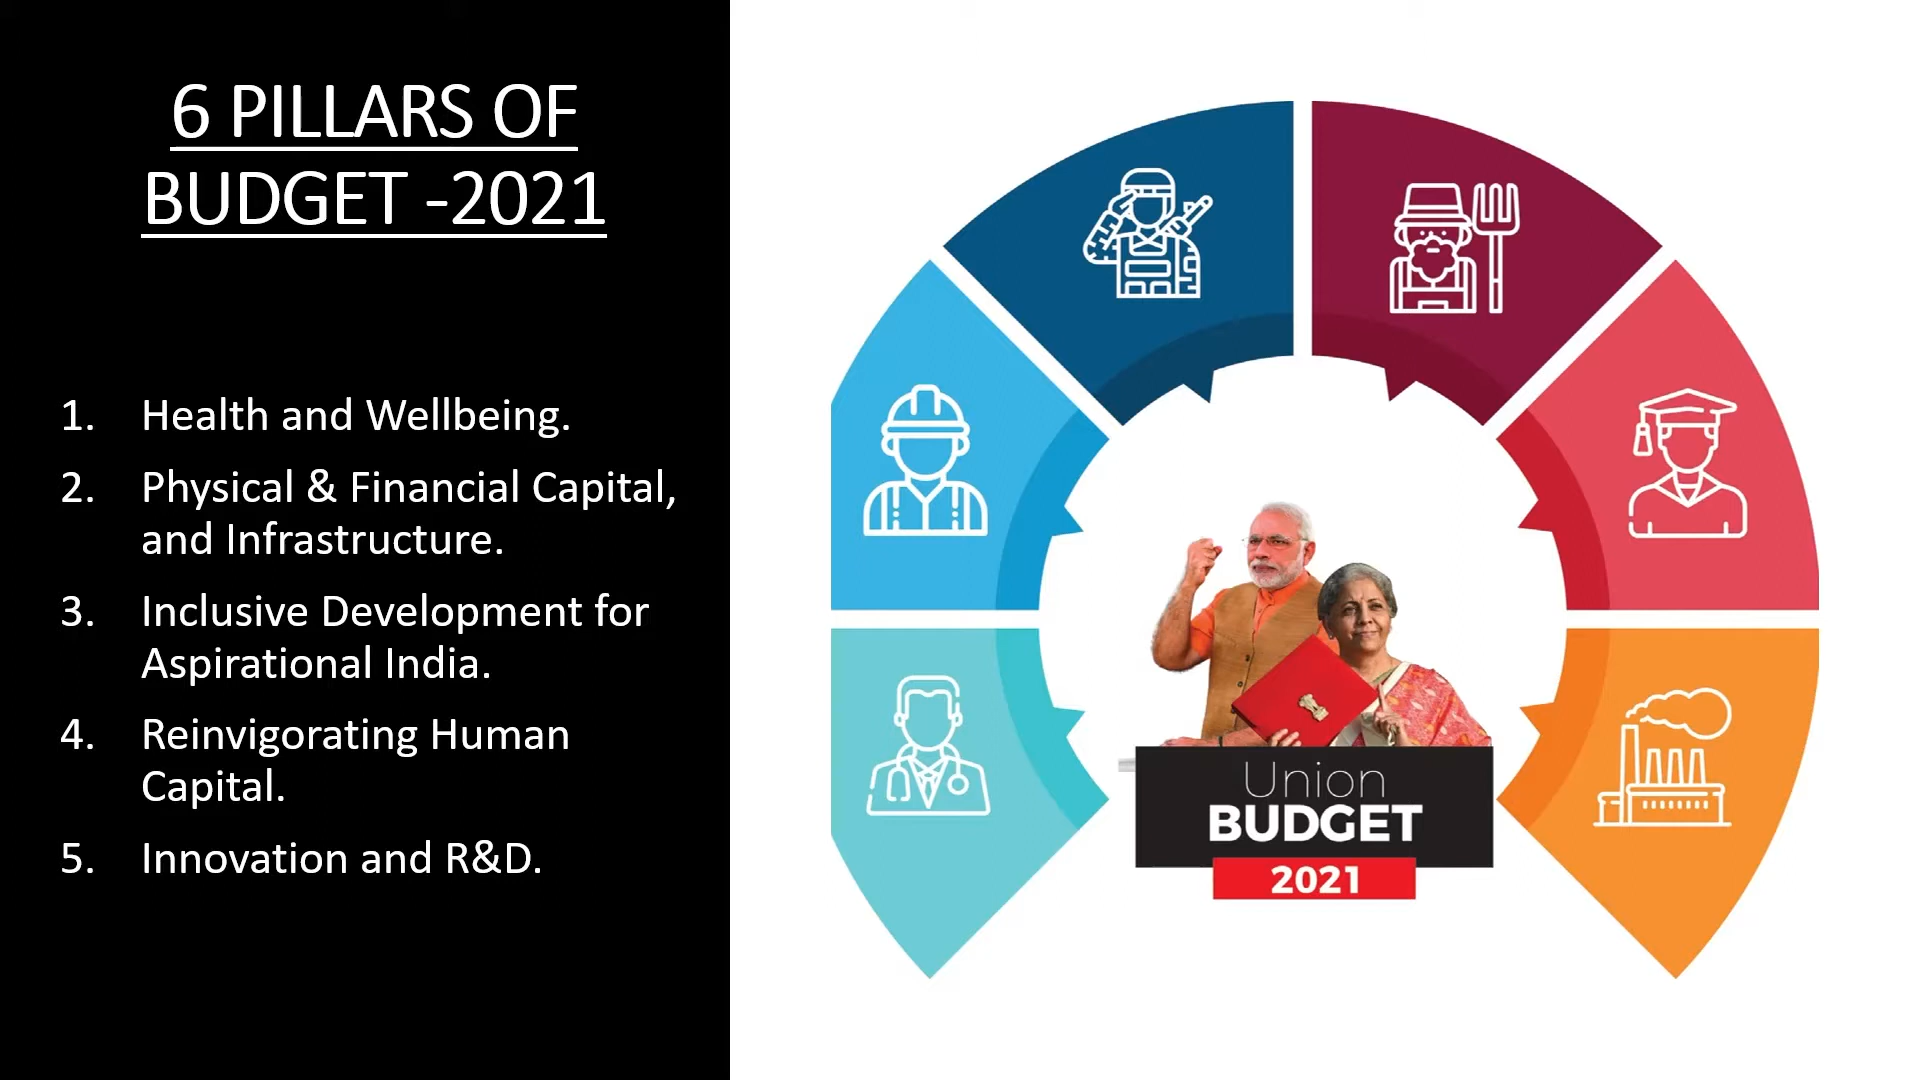 6 PILLARS OF
BUDGET -2021
1. Health and Wellbeing.
2. Physical & Financial Capital,
and Infrastructure.
3. Inclusive Development for
Aspirational India.
4. Reinvigorating Human
Capital.
5. Innovation and R&D.
Union
BUDGET
2021